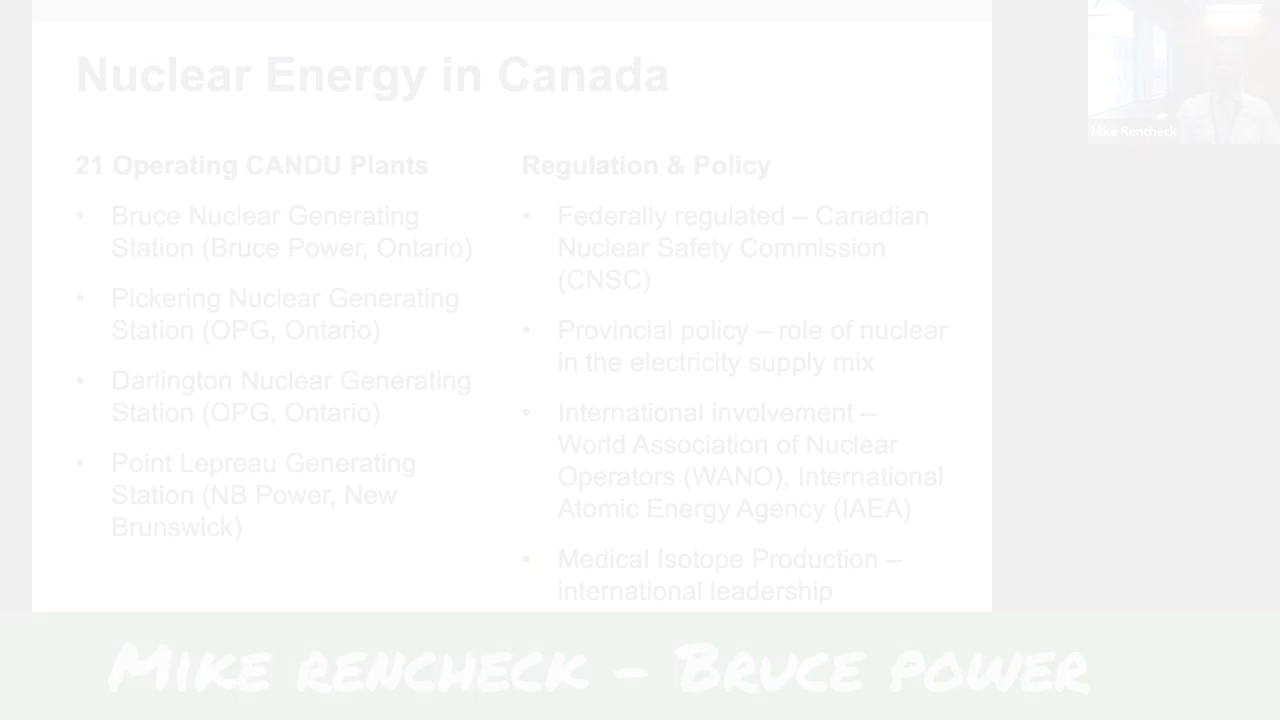 Nuclear Energy in Canada
21 Operating CANDU Plants
• Bruce Nuclear Generating
Station (Bruce Power, Ontario)
• Pickering Nuclear Generating
Station (OPG, Ontario)
• Darlington Nuclear Generating
Station (OPG, Ontario)
• Point Lepreau Generating
Station (NB Power, New
Brunswick)
Regulation & Policy
• Federally regulated – Canadian
Nuclear Safety Commission
(CNSC)
• Provincial policy – role of nuclear
in the electricity supply mix
• International involvement –
World Association of Nuclear
Operators (WANO), International
Atomic Energy Agency (IAEA)
• Medical Isotope Production –
international leadership
Mike Rencheck
Mike rencheck – Bruce power